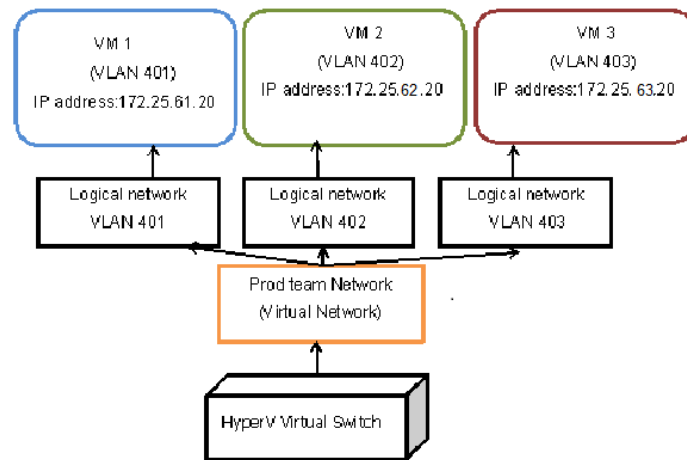 VM 1
(VLAN 401)
IP address:172.25.61.20
VM 2
(VLAN 402)
IP address:172.25.62.20
VM 3
(VLAN 403)
IP address:172.25. 63.20
Logical network
VLAN 401
Logical network
VLAN 402
Logical network
VLAN 403
Prod team Network
(Virtual Network)
HyperV Virtual Switch